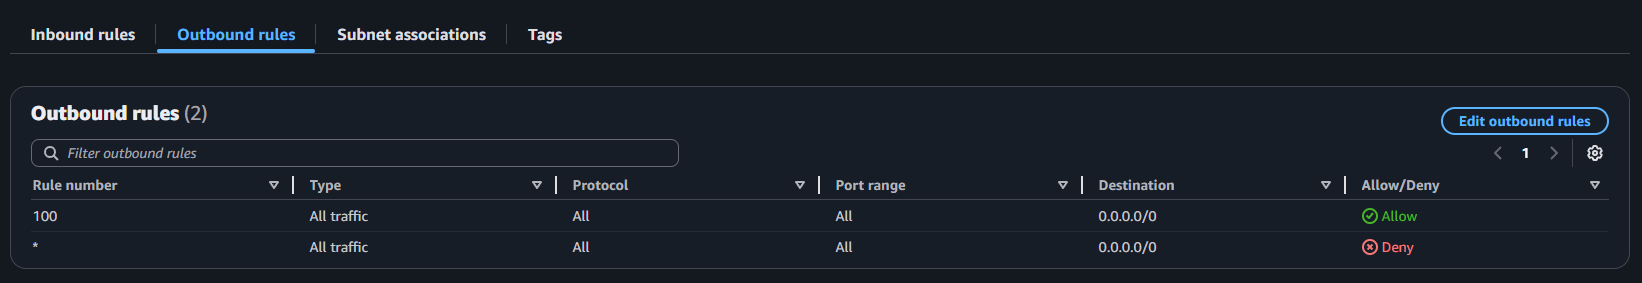 Inbound rules Outbound rules Subnet associations Tags
Outbound rules (2)
Edit outbound rules
Filter outbound rules
1
Rule number Type Protocol Port range Destination Allow/Deny
100 All traffic All All 0.0.0.0/0 Allow
* All traffic All All 0.0.0.0/0 Deny